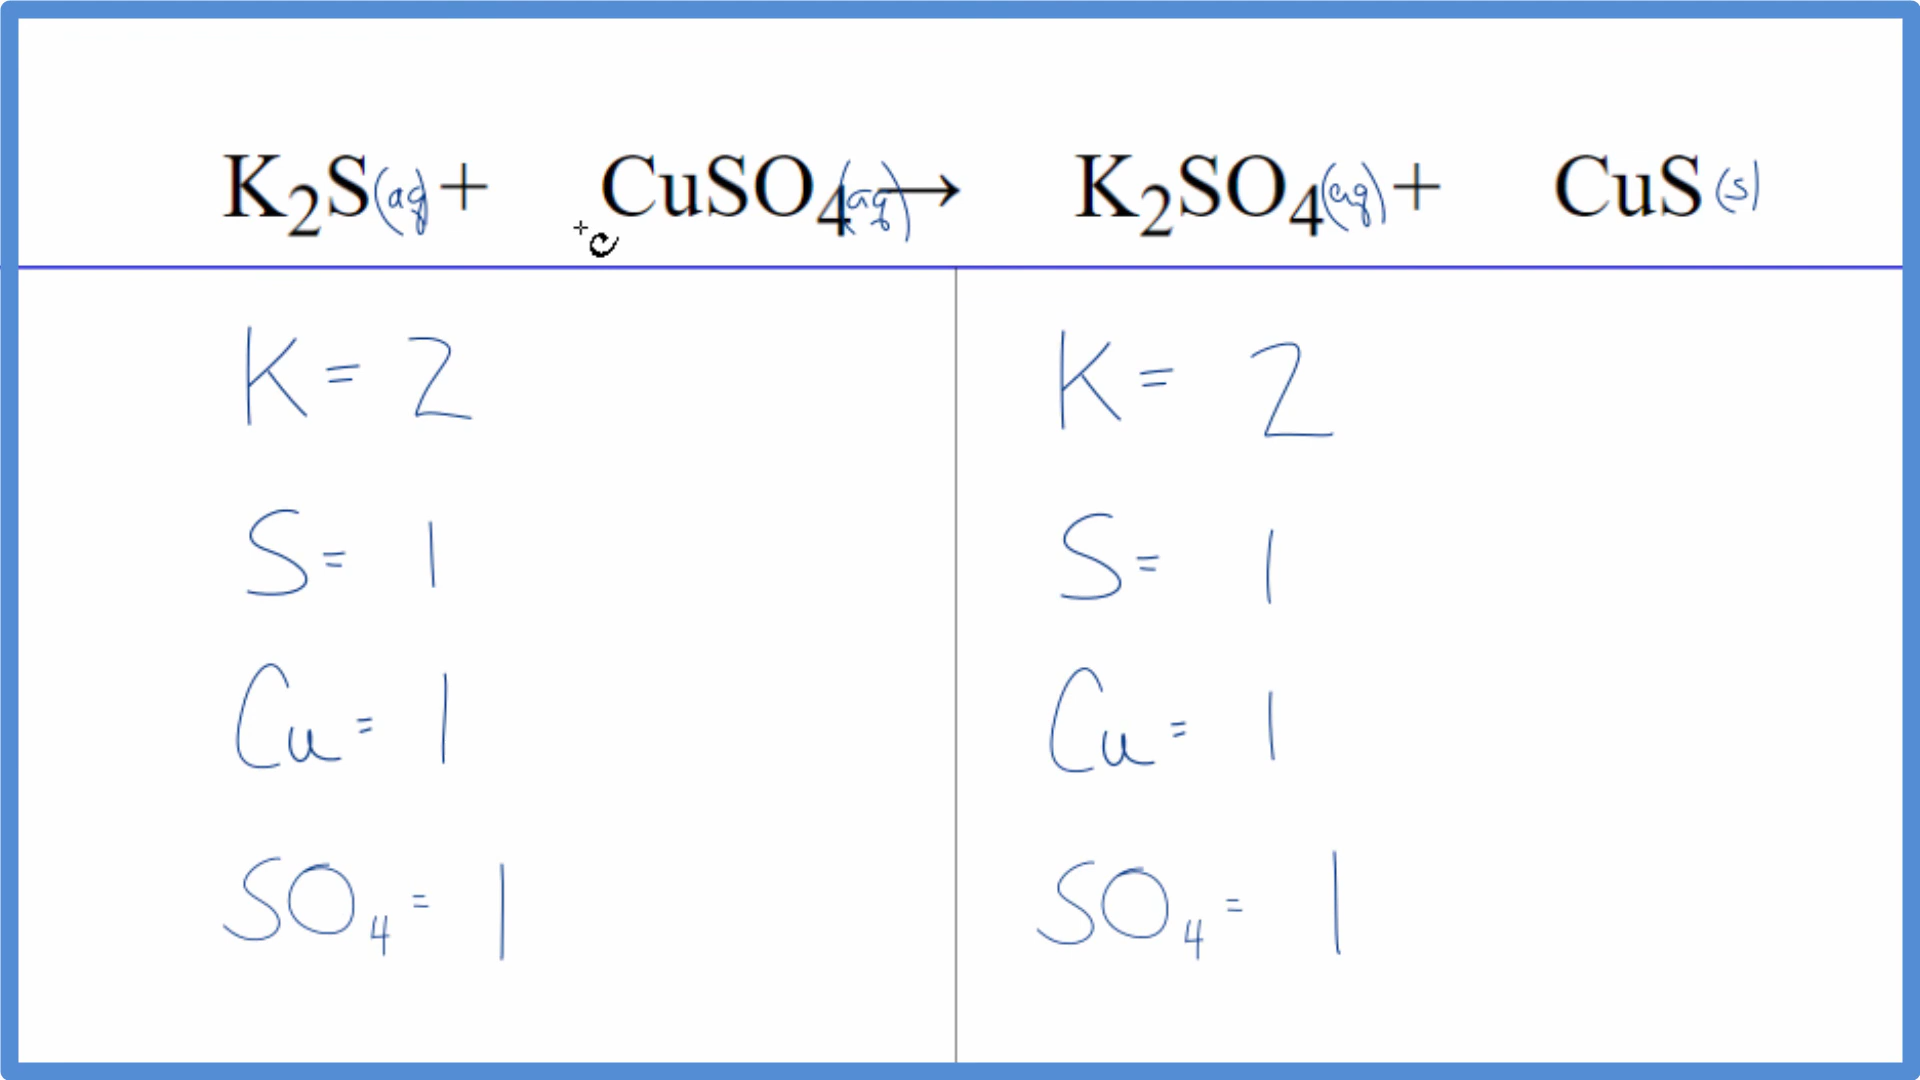 K2S(aq) + CuSO4(aq) → K2SO4(aq) + CuS(s)
K = 2
S = 1
Cu = 1
SO4 = 1
K = 2
S = 1
Cu = 1
SO4 = 1